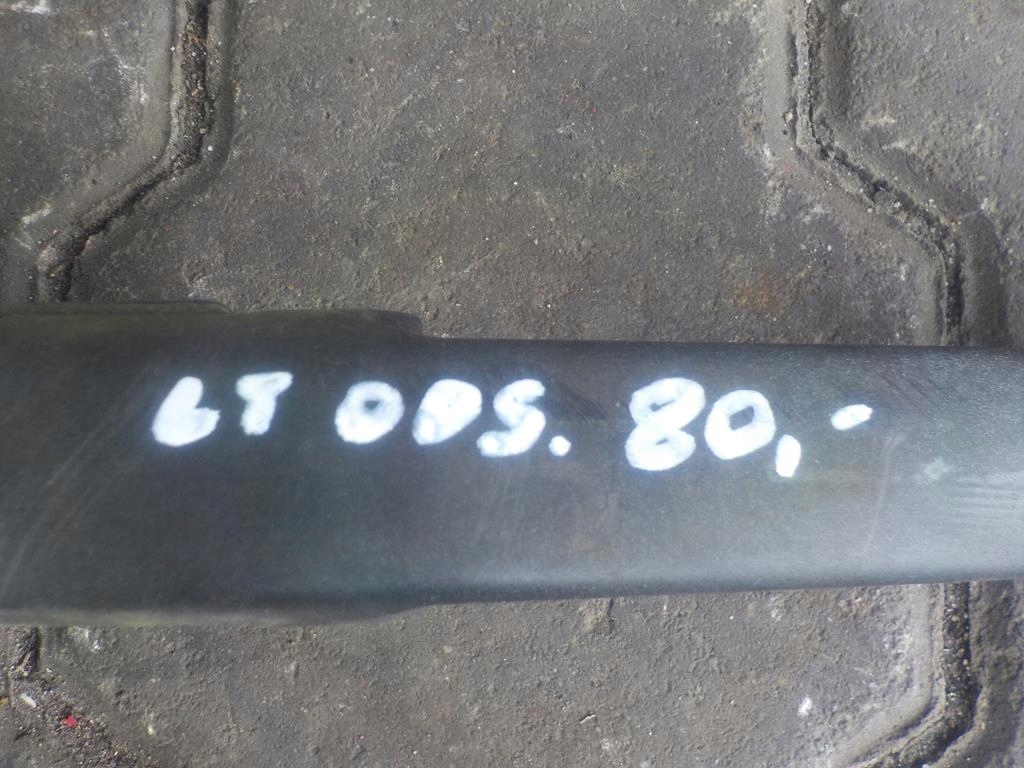 LT ODS. 80,-